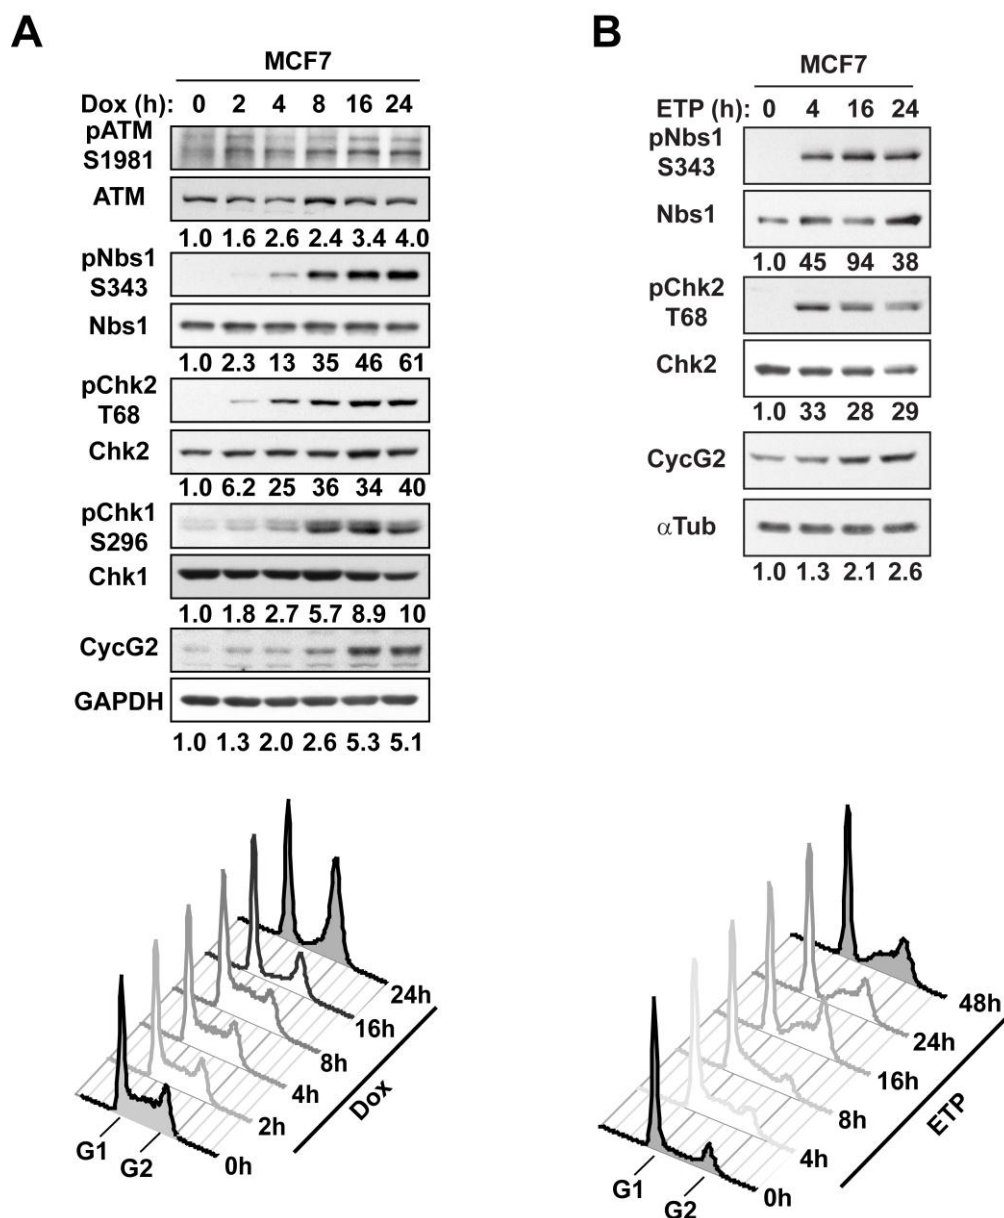 A
MCF7
Dox (h): 0 2 4 8 16 24
pATM
S1981
ATM
1.0 1.6 2.6 2.4 3.4 4.0
pNbs1
S343
Nbs1
1.0 2.3 13 35 46 61
pChk2
T68
Chk2
1.0 6.2 25 36 34 40
pChk1
S296
Chk1
1.0 1.8 2.7 5.7 8.9 10
CycG2
GAPDH
1.0 1.3 2.0 2.6 5.3 5.1
24h
16h
8h
4h
2h
0h
Dox
G1
G2
B
MCF7
ETP (h): 0 4 16 24
pNbs1
S343
Nbs1
1.0 45 94 38
pChk2
T68
Chk2
1.0 33 28 29
CycG2
αTub
1.0 1.3 2.1 2.6
48h
24h
16h
8h
4h
0h
ETP
G1
G2